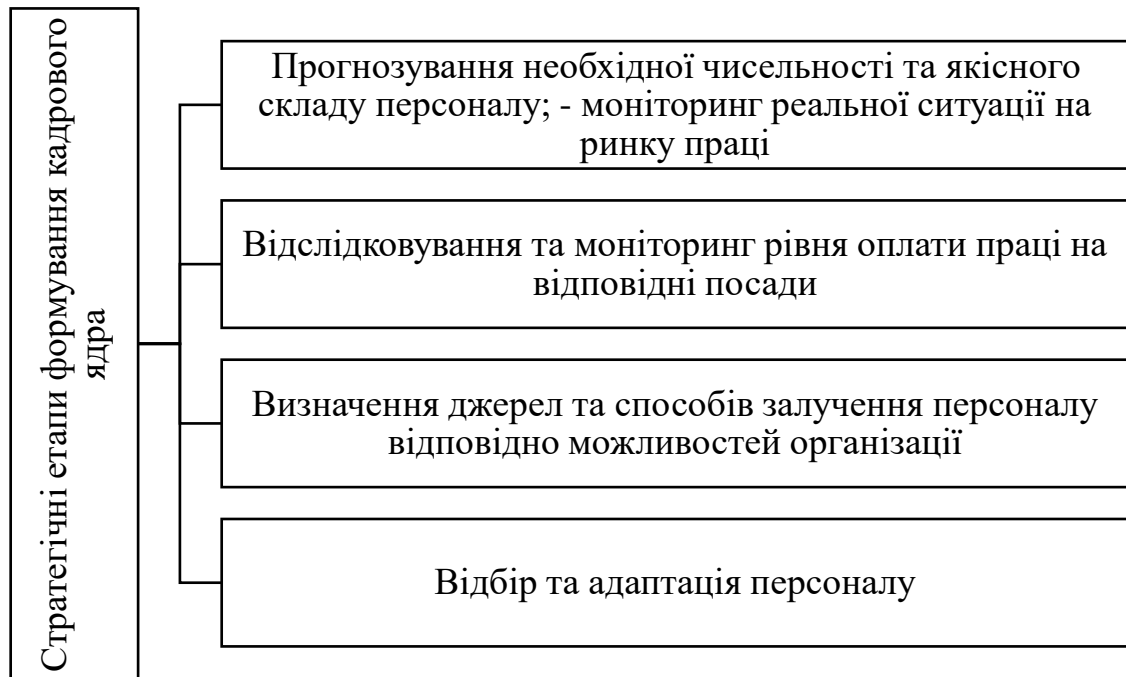 Стратегічні етапи формування кадрового
ядра
Прогнозування необхідної чисельності та якісного
складу персоналу; - моніторинг реальної ситуації на
ринку праці
Відслідковування та моніторинг рівня оплати праці на
відповідні посади
Визначення джерел та способів залучення персоналу
відповідно можливостей організації
Відбір та адаптація персоналу